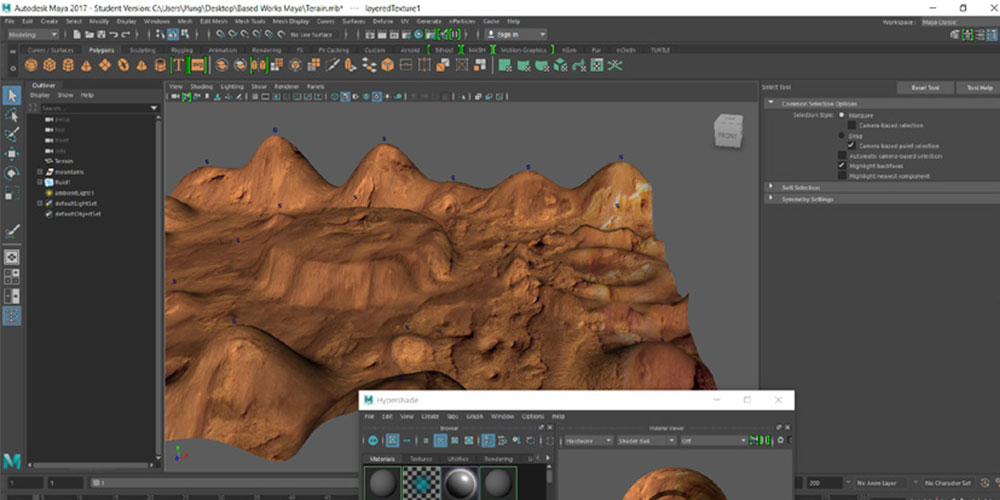 Autodesk Maya 2017 - Student Version: C:\Users\Phung\Desktop\Based Works Maya\Terain.mb* --- layeredTexture1
File Edit Create Select Modify Display Windows Mesh Edit Mesh Mesh Tools Mesh Display Curves Surfaces Deform UV Generate nParticles Cache Help
Workspace: Maya Classic
Modeling No Live Surface Sign In
Curves / Surfaces Polygons Sculpting Rigging Animation Rendering FX FX Caching Custom Arnold Bifrost MASH Motion Graphics XGen Fur nCloth TURTLE
Outliner
Display Show Help
Search...
persp
top
front
side
Terrain
mountains
fluid1
ambientLight1
defaultLightSet
defaultObjectSet
View Shading Lighting Show Renderer Panels
FRONT
Select Tool Reset Tool Tool Help
Common Selection Options
Selection Style: Marquee
Camera-based selection
Drag
Camera-based paint selection
Automatic camera-based selection
Highlight backfaces
Highlight nearest component
Soft Selection
Symmetry Settings
Hypershade
File Edit View Create Tabs Graph Window Options Help
Browser
Material Viewer
Hardware Shader Ball Off
Materials Textures Utilities Rendering
1 1 1 200 No Anim Layer No Character Set